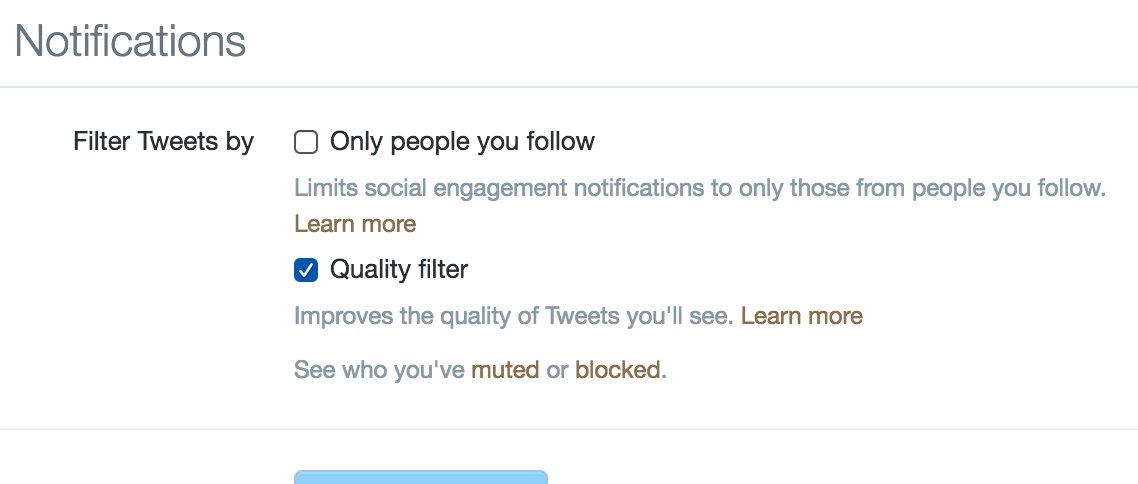 Notifications
Filter Tweets by
Only people you follow
Limits social engagement notifications to only those from people you follow.
Learn more
Quality filter
Improves the quality of Tweets you'll see. Learn more
See who you've muted or blocked.